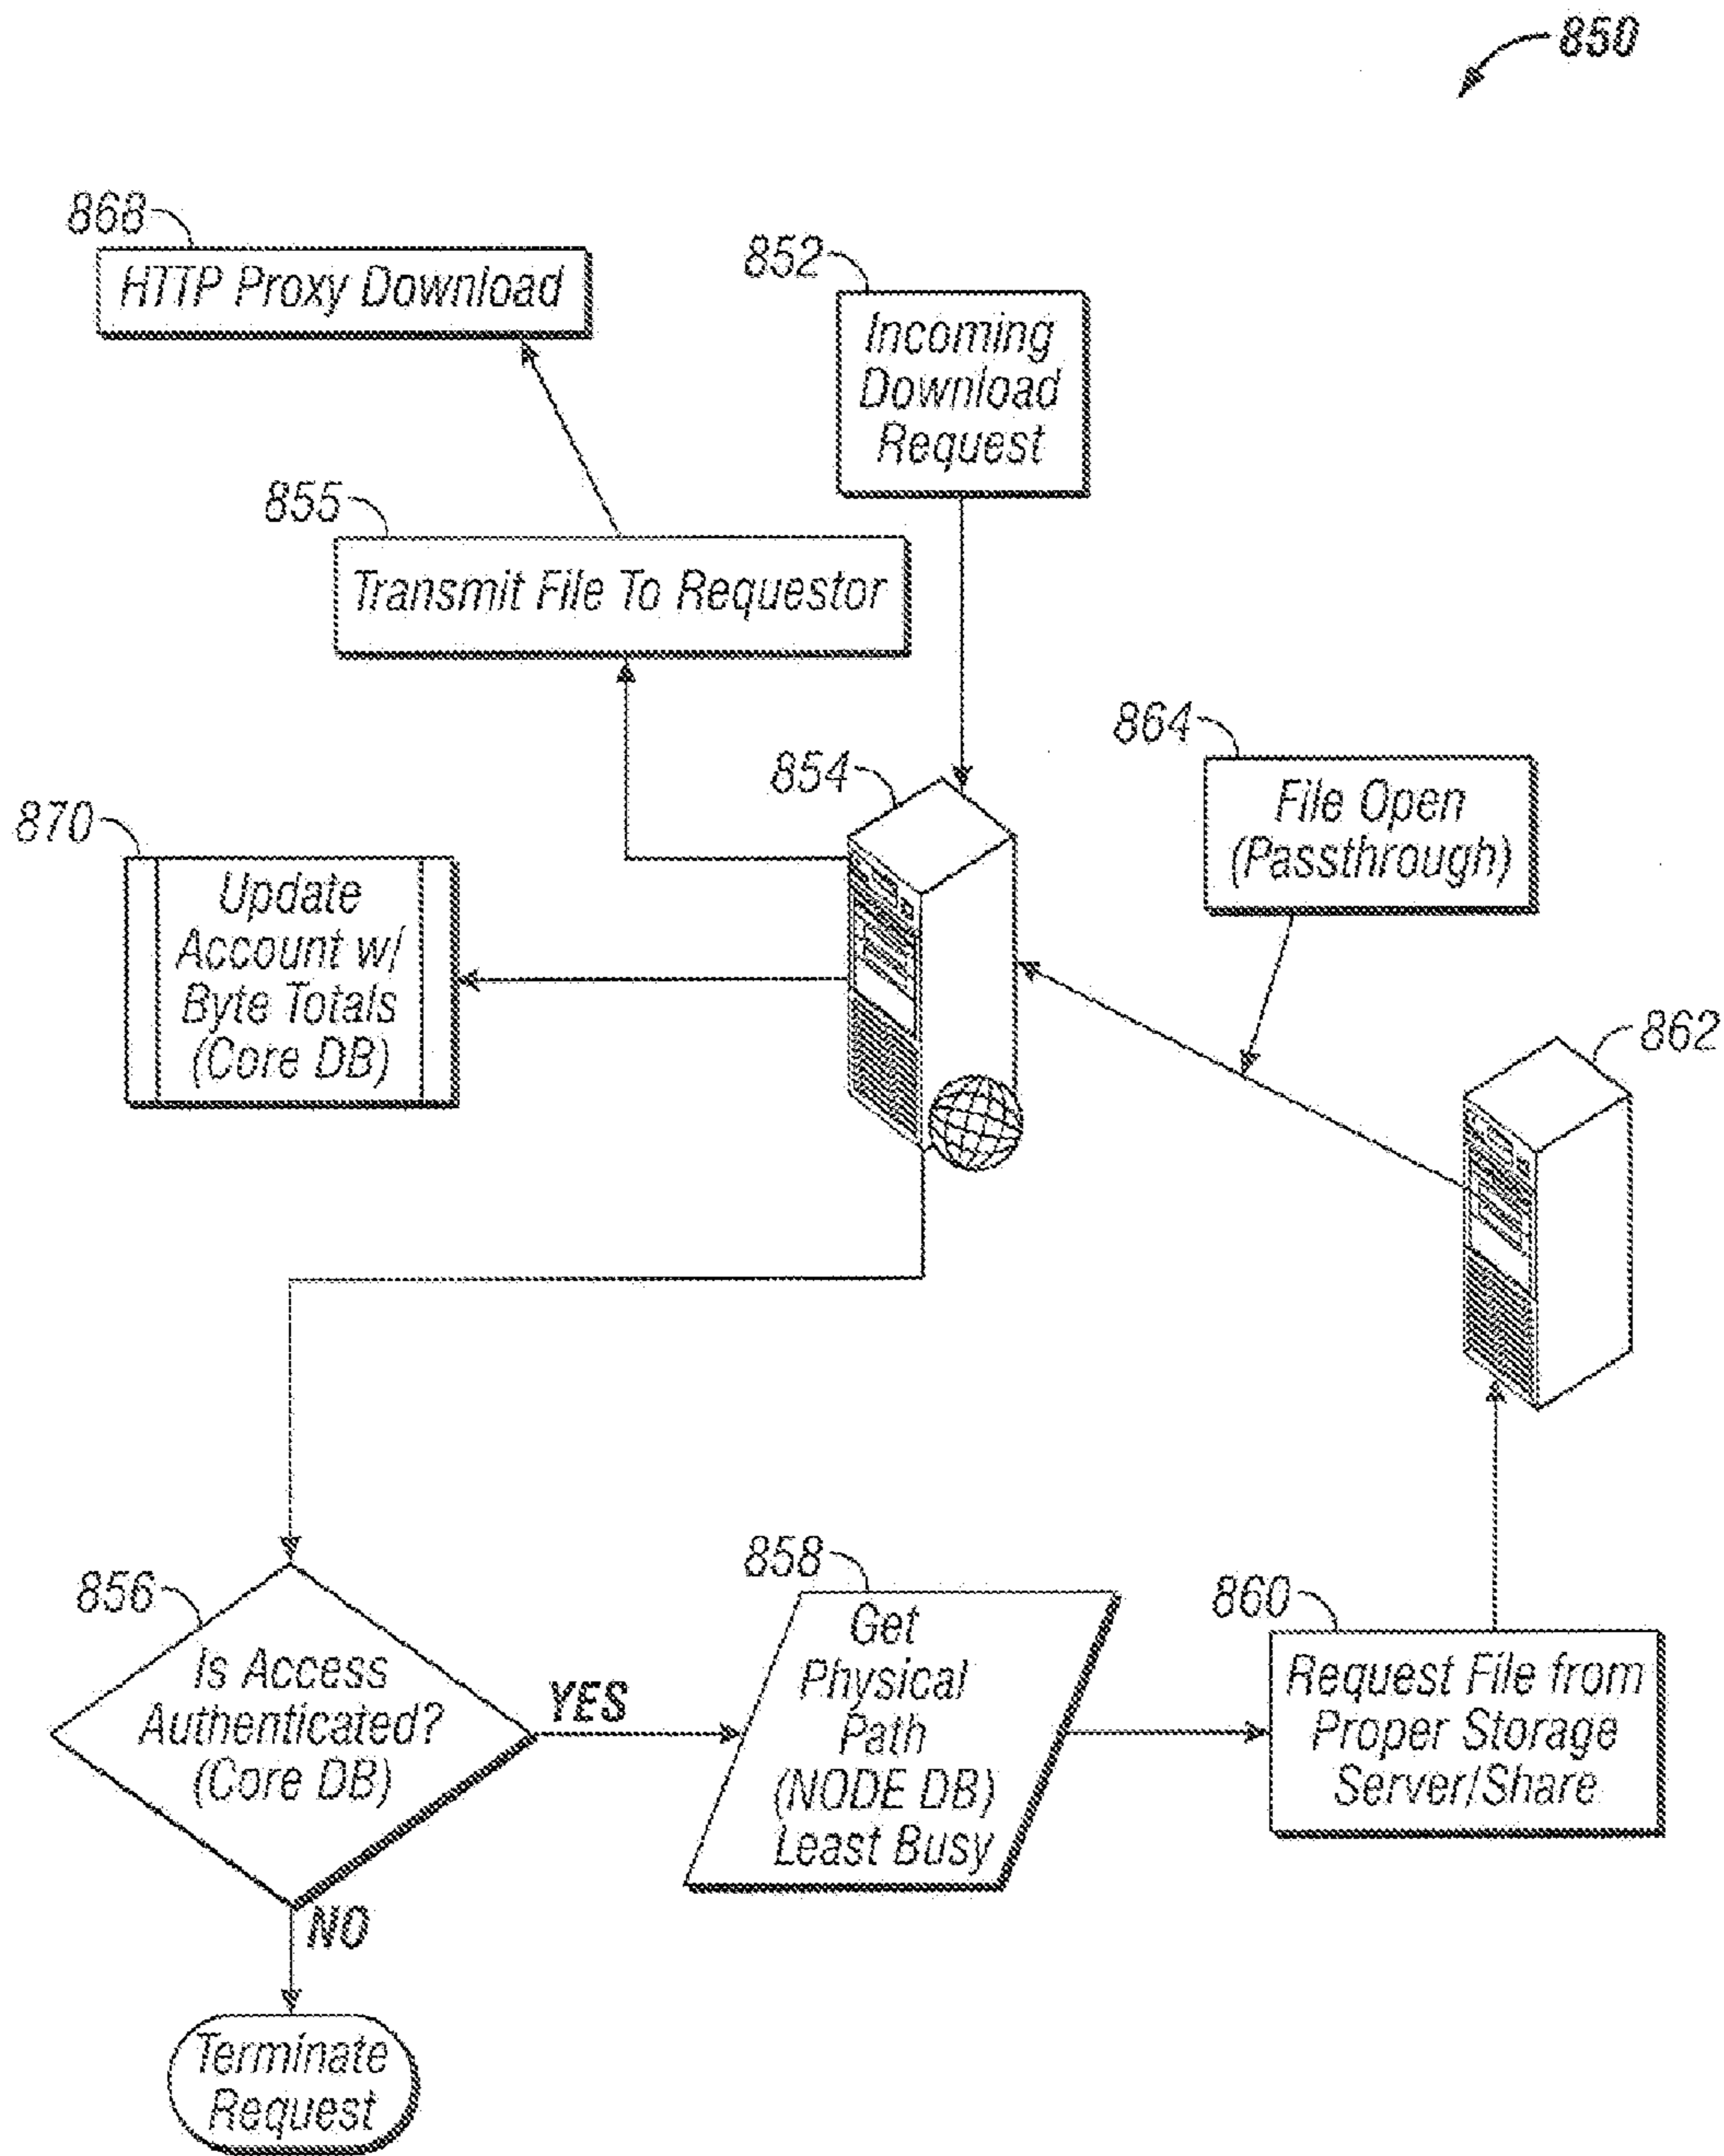 850
868
HTTP Proxy Download
852
Incoming
Download
Request
855
Transmit File To Requestor
864
File Open
(Passthrough)
854
870
Update
Account w/
Byte Totals
(Core DB)
862
856
Is Access
Authenticated?
(Core DB)
YES
NO
858
Get
Physical
Path
(NODE DB)
Least Busy
860
Request File from
Proper Storage
Server/Share
Terminate
Request